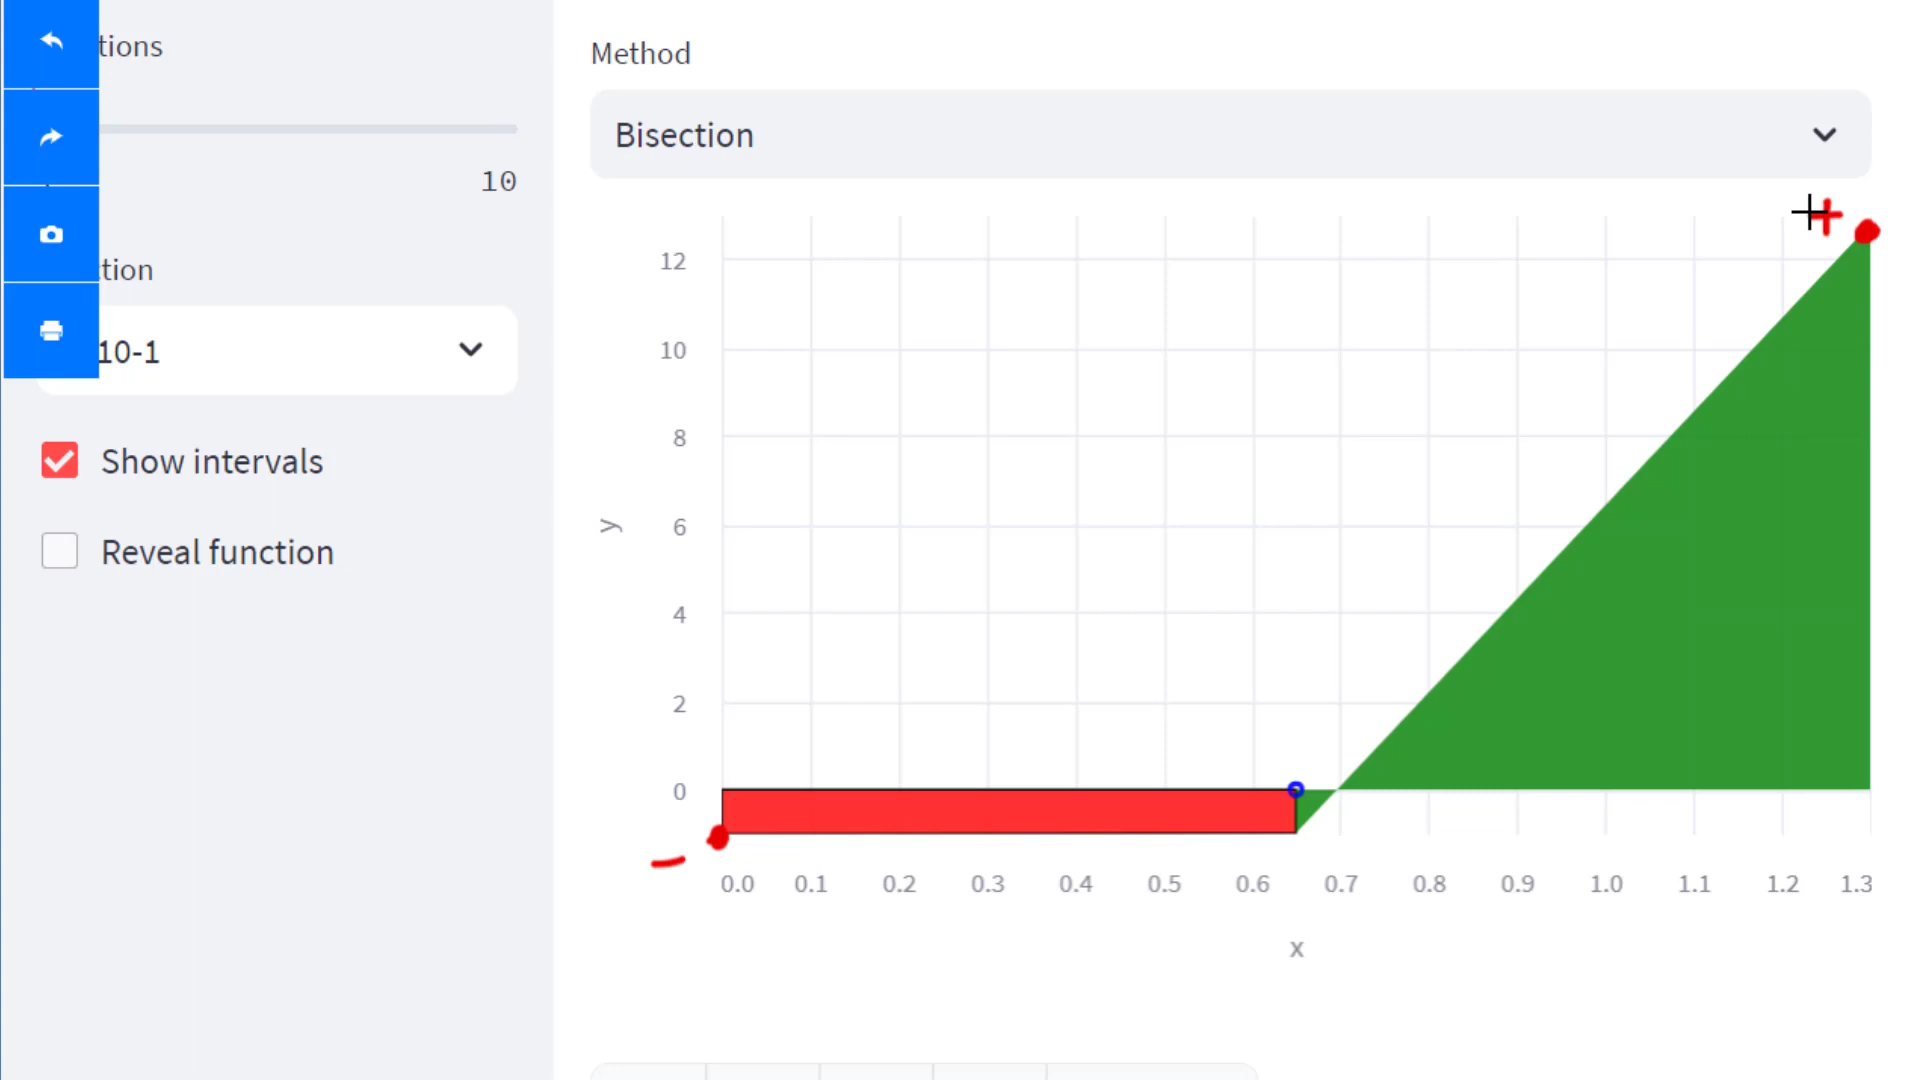 tions
10
tion
10-1
Show intervals
Reveal function
Method
Bisection
12
10
8
6
4
2
0
y
0.0 0.1 0.2 0.3 0.4 0.5 0.6 0.7 0.8 0.9 1.0 1.1 1.2 1.3
x